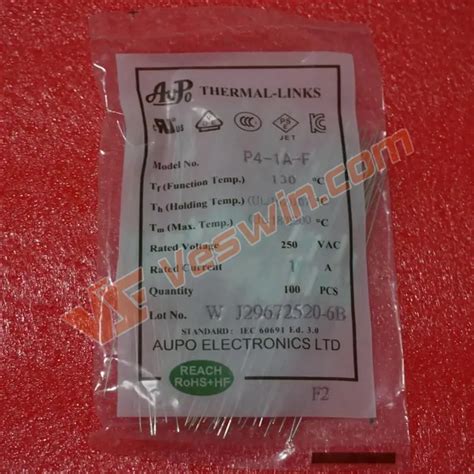 AUPO THERMAL-LINKS
JET
Model No. P4-1A-F
Tf (Function Temp.) 130 °C
Th (Holding Temp.) °C
Tm (Max. Temp.) °C
Rated Voltage 250 VAC
Rated Current 1 A
Quantity 100 PCS
Lot No. W J29672520-6B
STANDARD: IEC 60691 Ed. 3.0
AUPO ELECTRONICS LTD
REACH
RoHS+HF
F2
Veswin.com